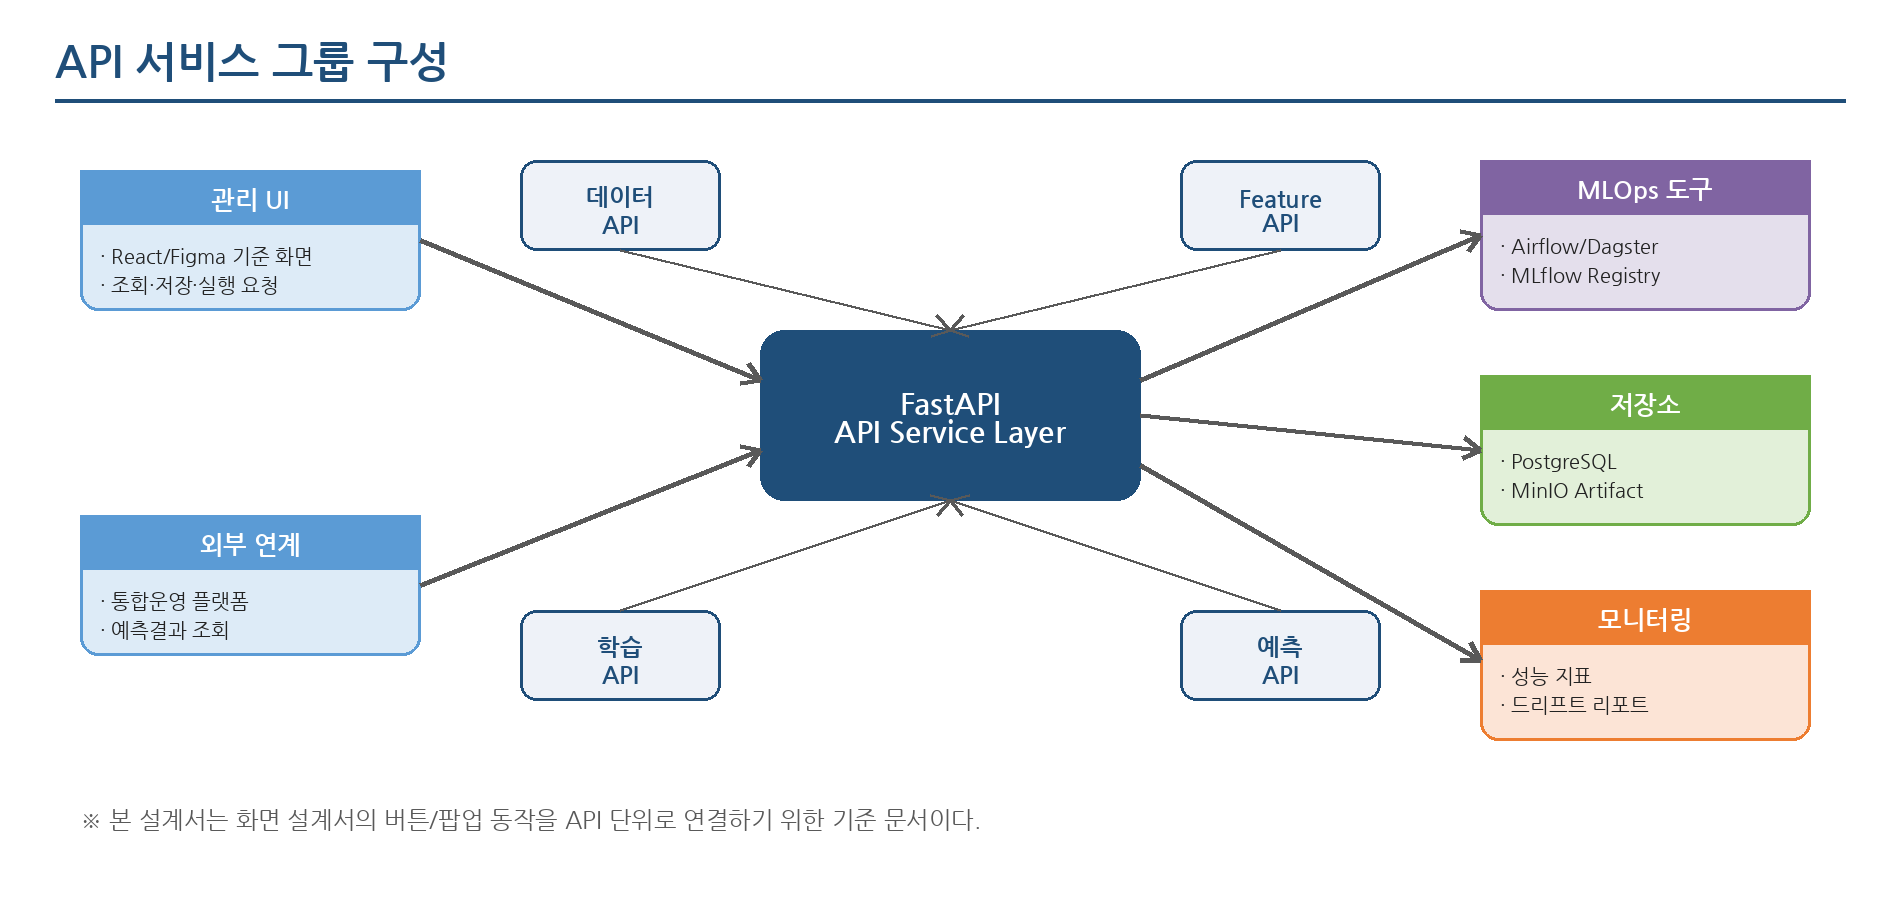 API 서비스 그룹 구성
관리 UI
· React/Figma 기준 화면
· 조회·저장·실행 요청
데이터
API
Feature
API
MLOps 도구
· Airflow/Dagster
· MLflow Registry
FastAPI
API Service Layer
저장소
· PostgreSQL
· MinIO Artifact
외부 연계
· 통합운영 플랫폼
· 예측결과 조회
학습
API
예측
API
모니터링
· 성능 지표
· 드리프트 리포트
※ 본 설계서는 화면 설계서의 버튼/팝업 동작을 API 단위로 연결하기 위한 기준 문서이다.